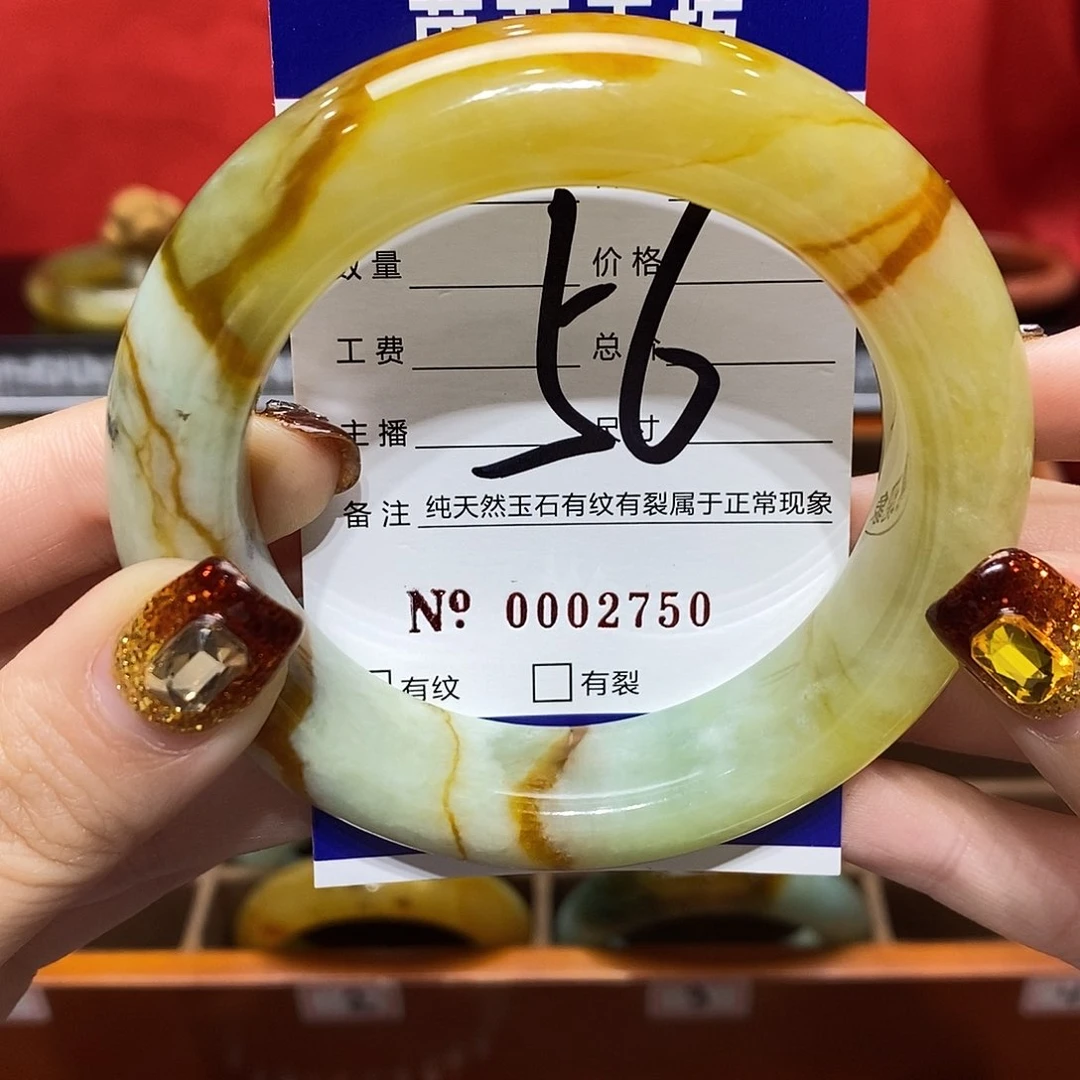 数量 价格
工费 总价
56
主播 尺寸
备注 纯天然玉石有纹有裂属于正常现象
Nº 0002750
有纹 有裂